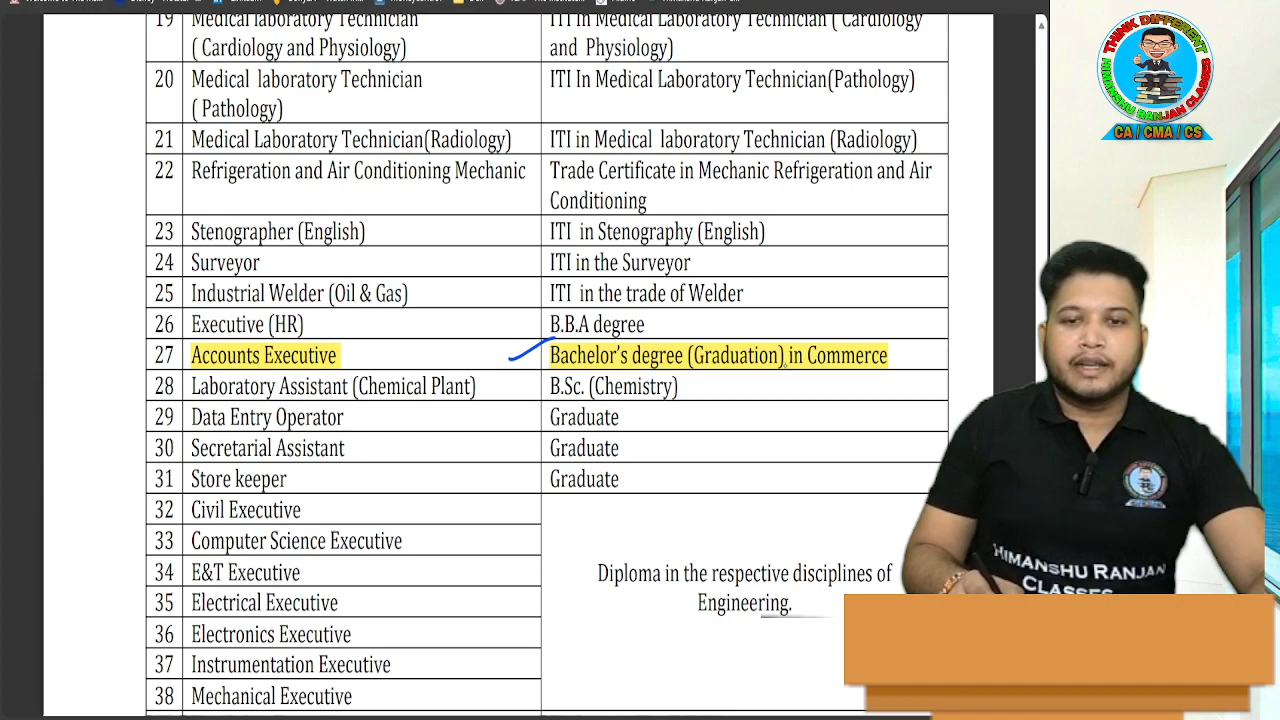 19 Medical laboratory Technician ITI In Medical laboratory Technician ( Cardiology
( Cardiology and Physiology) and Physiology)
20 Medical laboratory Technician ITI In Medical Laboratory Technician(Pathology)
( Pathology)
21 Medical Laboratory Technician(Radiology) ITI in Medical laboratory Technician (Radiology)
22 Refrigeration and Air Conditioning Mechanic Trade Certificate in Mechanic Refrigeration and Air
Conditioning
23 Stenographer (English) ITI in Stenography (English)
24 Surveyor ITI in the Surveyor
25 Industrial Welder (Oil & Gas) ITI in the trade of Welder
26 Executive (HR) B.B.A degree
27 Accounts Executive Bachelor's degree (Graduation) in Commerce
28 Laboratory Assistant (Chemical Plant) B.Sc. (Chemistry)
29 Data Entry Operator Graduate
30 Secretarial Assistant Graduate
31 Store keeper Graduate
32 Civil Executive
33 Computer Science Executive
34 E&T Executive
Diploma in the respective disciplines of
35 Electrical Executive
Engineering.
36 Electronics Executive
37 Instrumentation Executive
38 Mechanical Executive
THINK DIFFERENT
HIMANSHU RANJAN CLASSES
CA / CMA / CS
HIMANSHU RANJAN
CLASSES